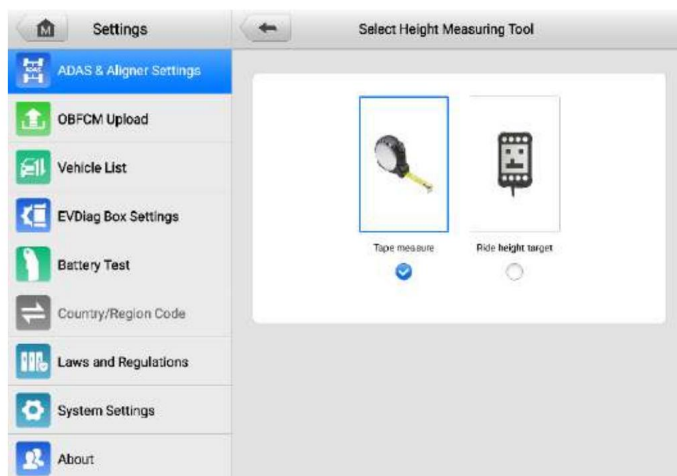 Settings
Select Height Measuring Tool
ADAS & Aligner Settings
OBFCM Upload
Vehicle List
EVDiag Box Settings
Battery Test
Country/Region Code
Laws and Regulations
System Settings
About
Tape measure
Ride height target